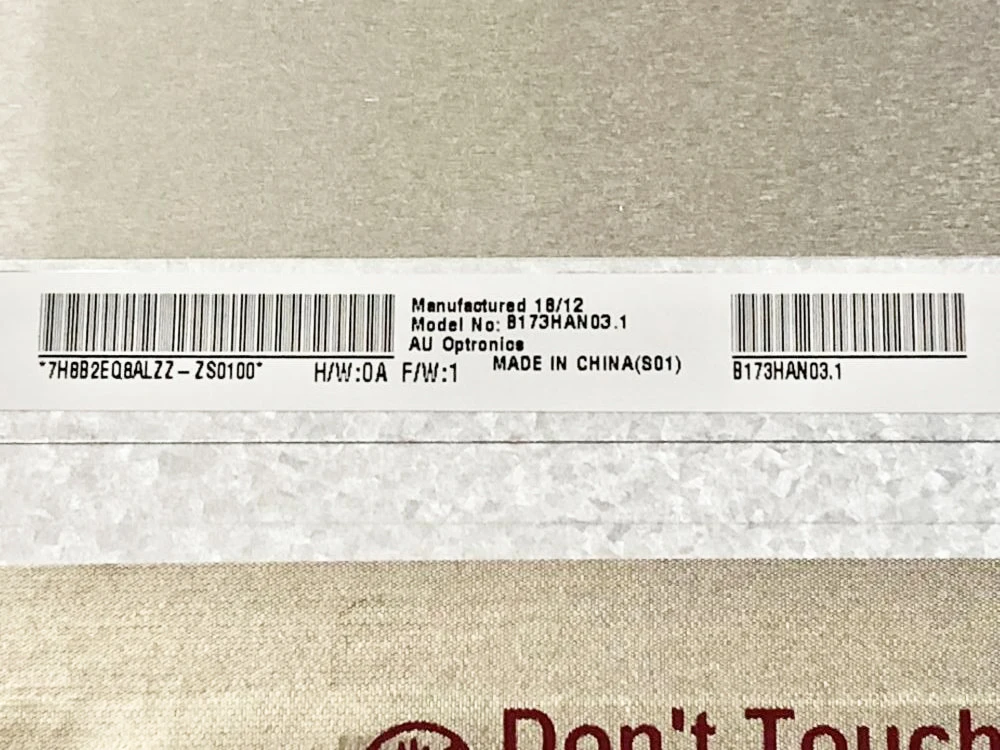 Manufactured 18/12
Model No: B173HAN03.1
AU Optronics
MADE IN CHINA(S01)
*7H8B2EQ8ALZZ-ZS0100*
H/W:0A F/W:1
B173HAN03.1
Don't Touch